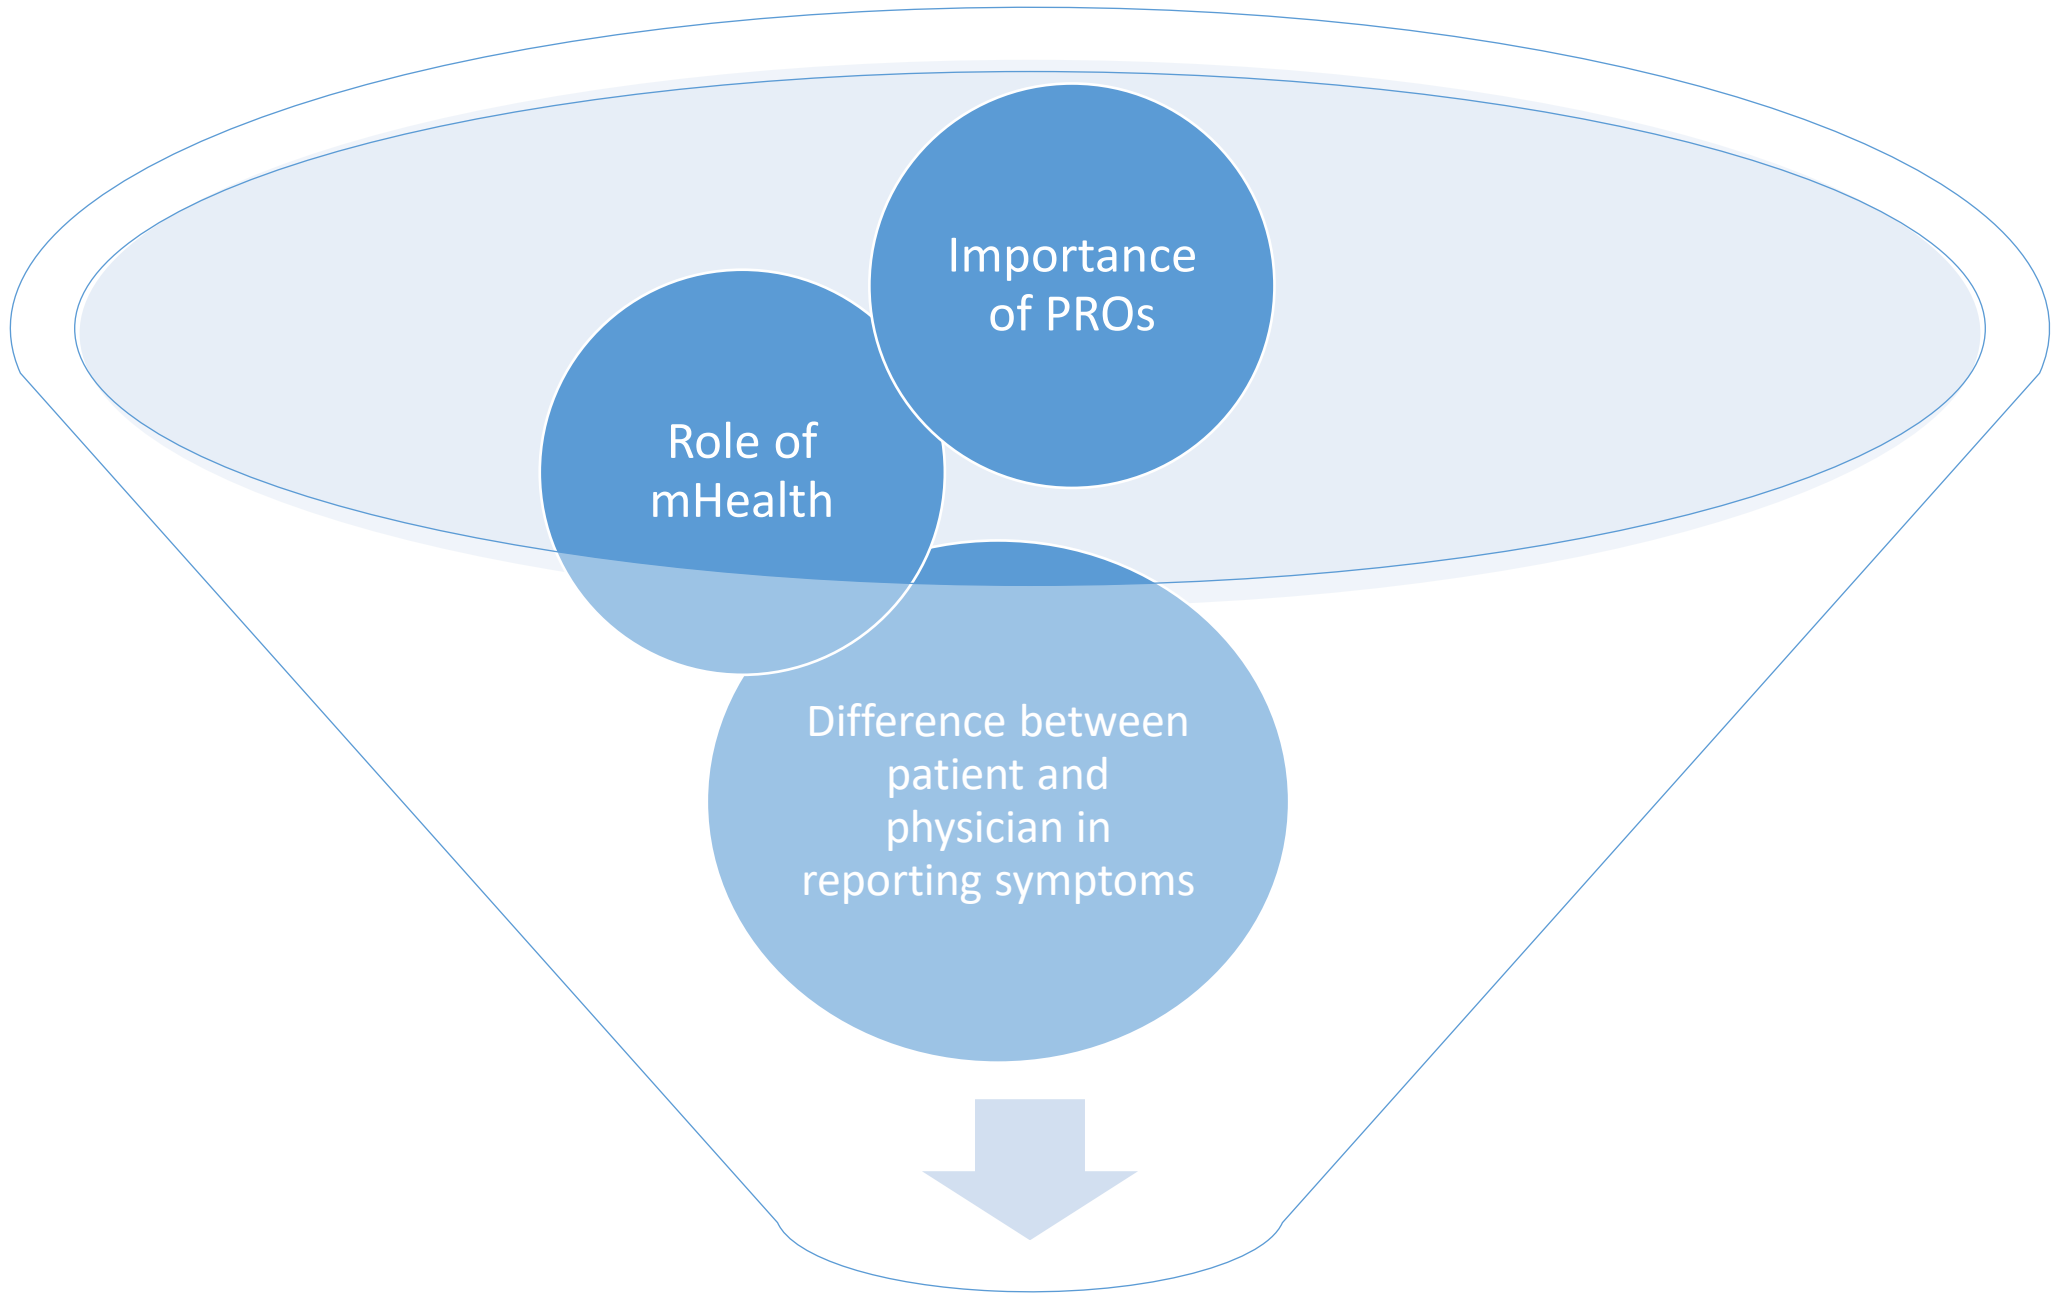 Importance
of PROs
Role of
mHealth
Difference between
patient and
physician in
reporting symptoms